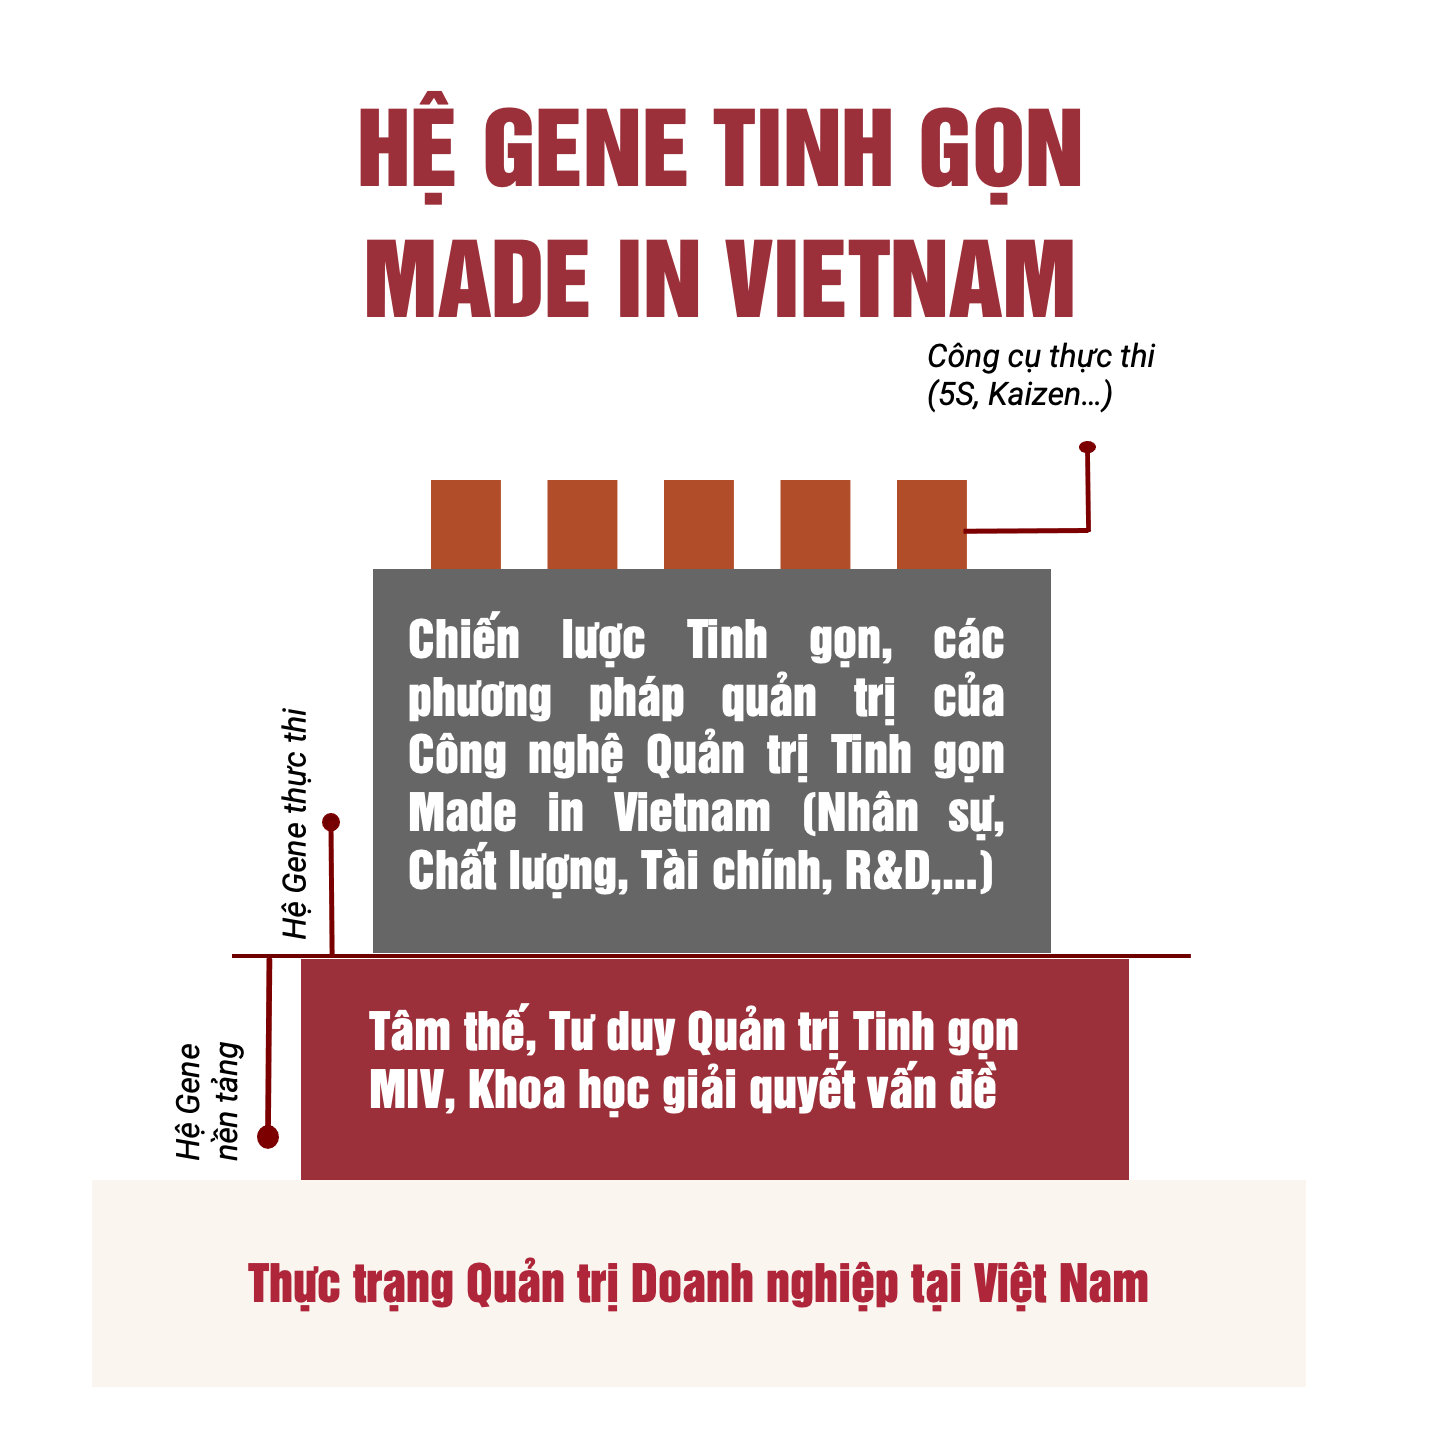 HỆ GENE TINH GỌN
MADE IN VIETNAM
Công cụ thực thi
(5S, Kaizen...)
Chiến lược Tinh gọn, các
phương pháp quản trị của
Công nghệ Quản trị Tinh gọn
Made in Vietnam (Nhân sự,
Chất lượng, Tài chính, R&D,...)
Hệ Gene thực thi
Tâm thế, Tư duy Quản trị Tinh gọn
MIV, Khoa học giải quyết vấn đề
Hệ Gene
nền tảng
Thực trạng Quản trị Doanh nghiệp tại Việt Nam